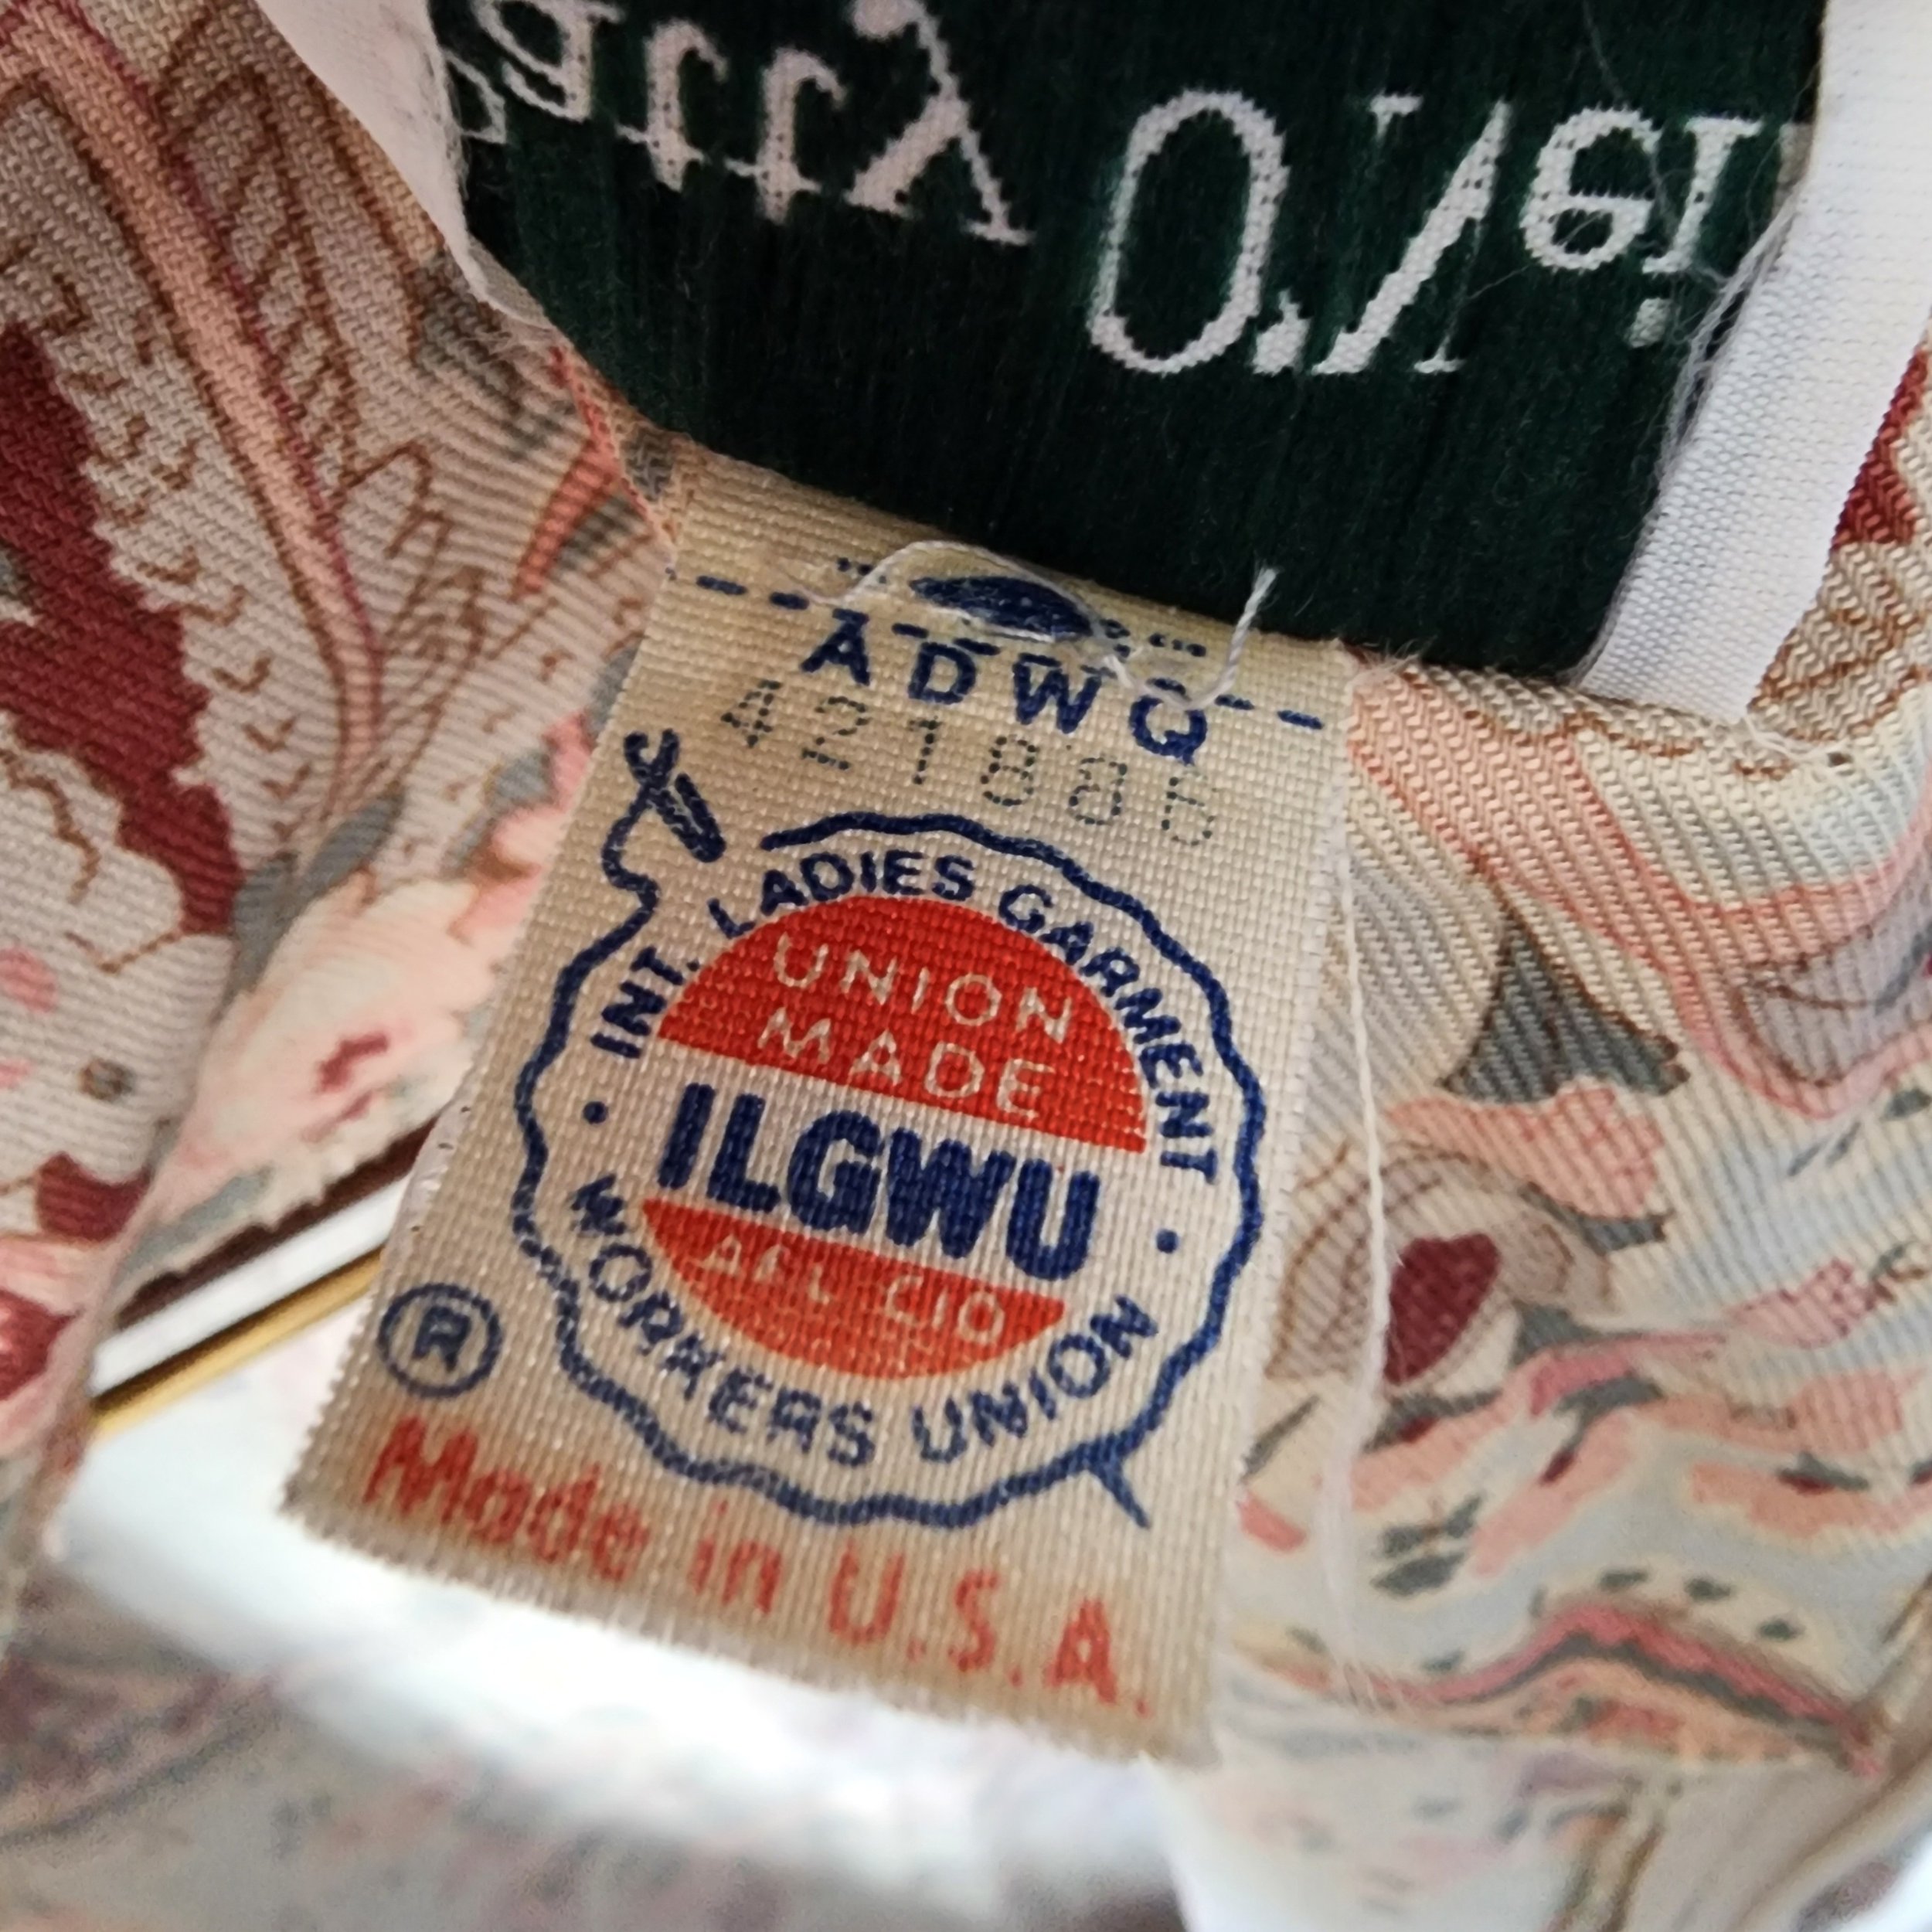 ADWQ
421886
INT. LADIES GARMENT
UNION
MADE
ILGWU
AFL CIO
WORKERS UNION
®
Made in U.S.A.